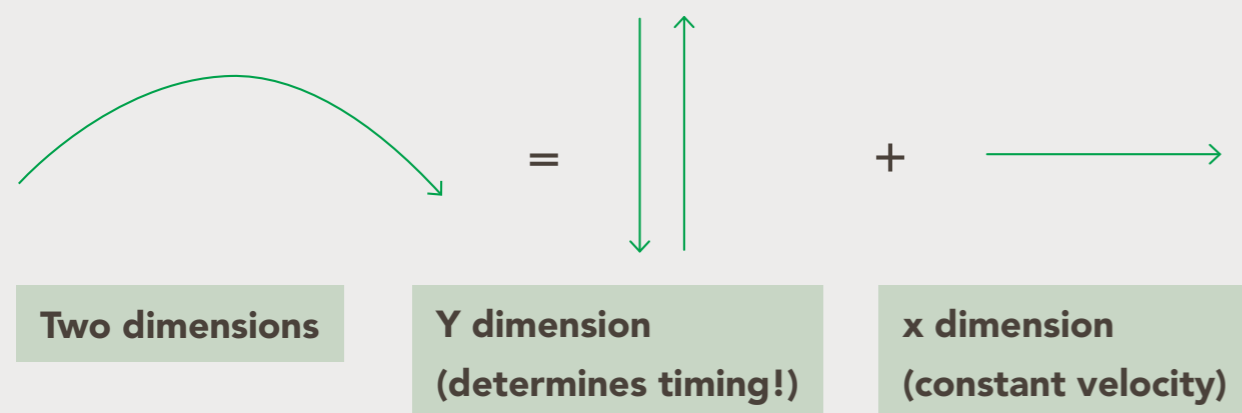 =
+
Two dimensions
Y dimension
(determines timing!)
x dimension
(constant velocity)